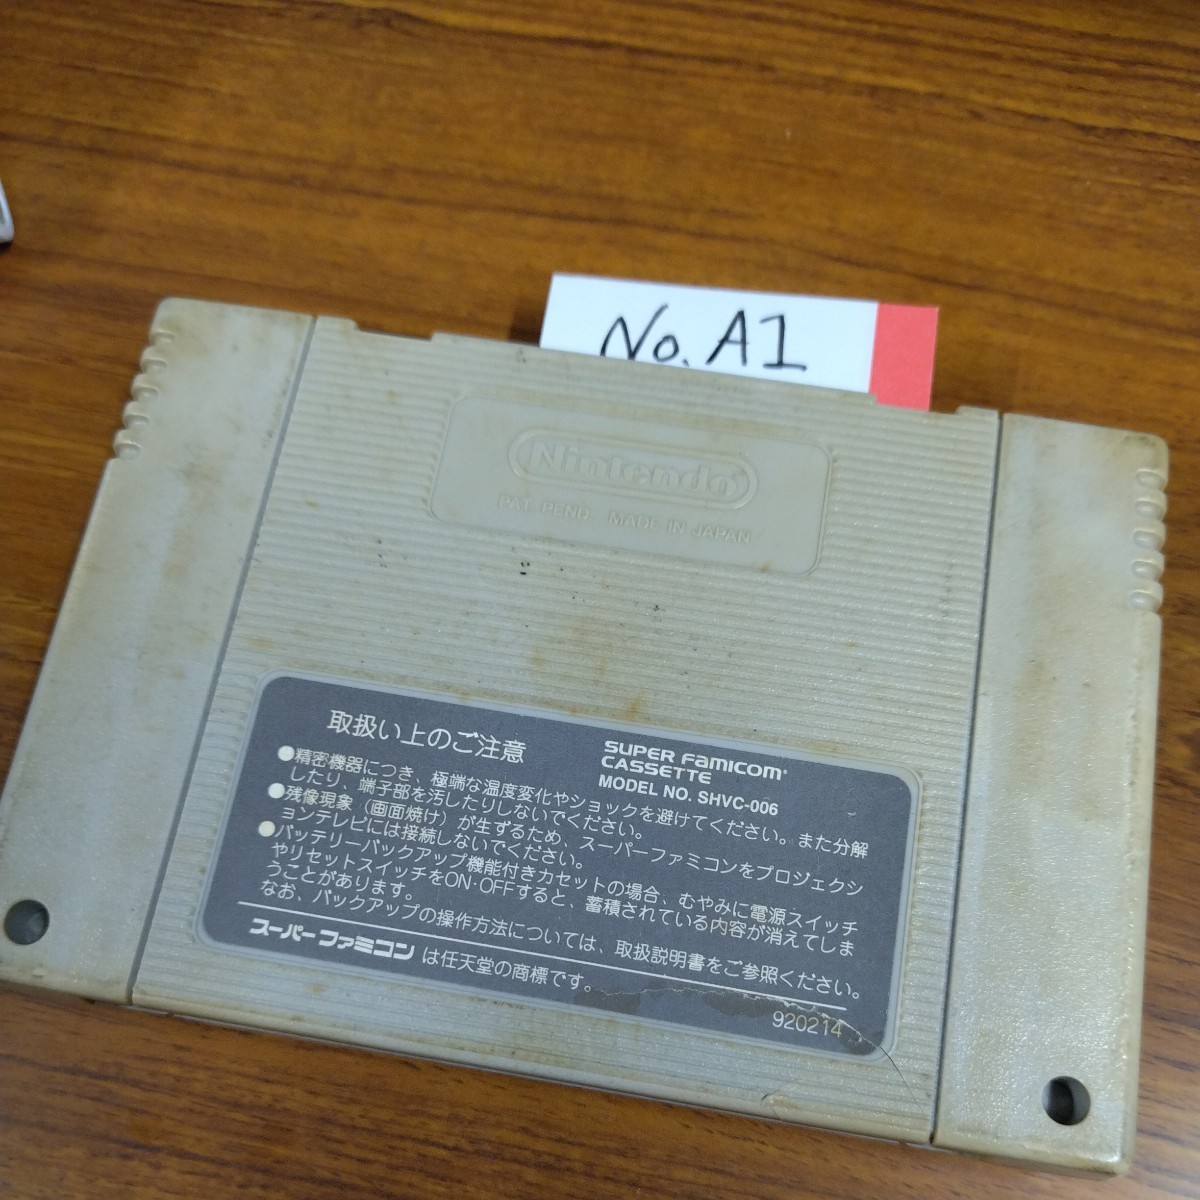 No. A1
Nintendo®
PAT. PEND. MADE IN JAPAN
取扱い上のご注意
SUPER FAMICOM®
CASSETTE
MODEL NO. SHVC-006
●精密機器につき、極端な温度変化やショックを避けてください。また分解
したり、端子部を汚したりしないでください。
●残像現象（画面焼け）が生ずるため、スーパーファミコンをプロジェクシ
ョンテレビには接続しないでください。
●バッテリーバックアップ機能付きカセットの場合、むやみに電源スイッチ
やリセットスイッチをON・OFFすると、蓄積されている内容が消えてしま
うことがあります。
なお、バックアップの操作方法については、取扱説明書をご参照ください。
スーパーファミコン は任天堂の商標です。
920214